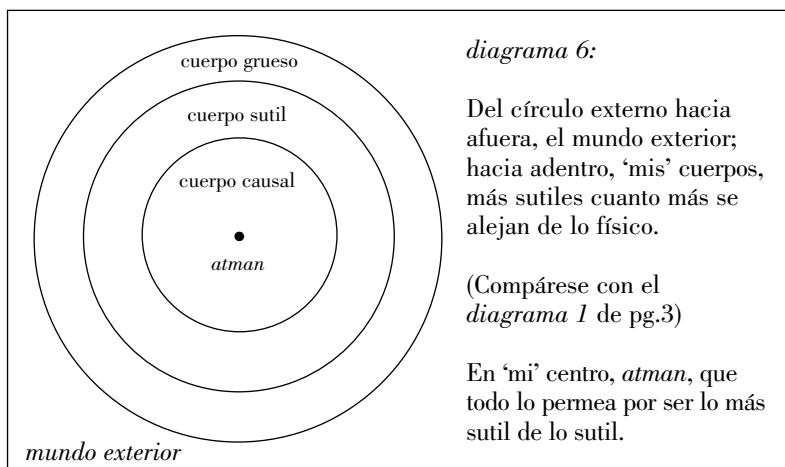 cuerpo grueso
cuerpo sutil
cuerpo causal
atman
mundo exterior
diagrama 6:
Del círculo externo hacia
afuera, el mundo exterior;
hacia adentro, ‘mis’ cuerpos,
más sutiles cuanto más se
alejan de lo físico.
(Compárese con el
diagrama 1 de pg.3)
En ‘mi’ centro, atman, que
todo lo permea por ser lo más
sutil de lo sutil.